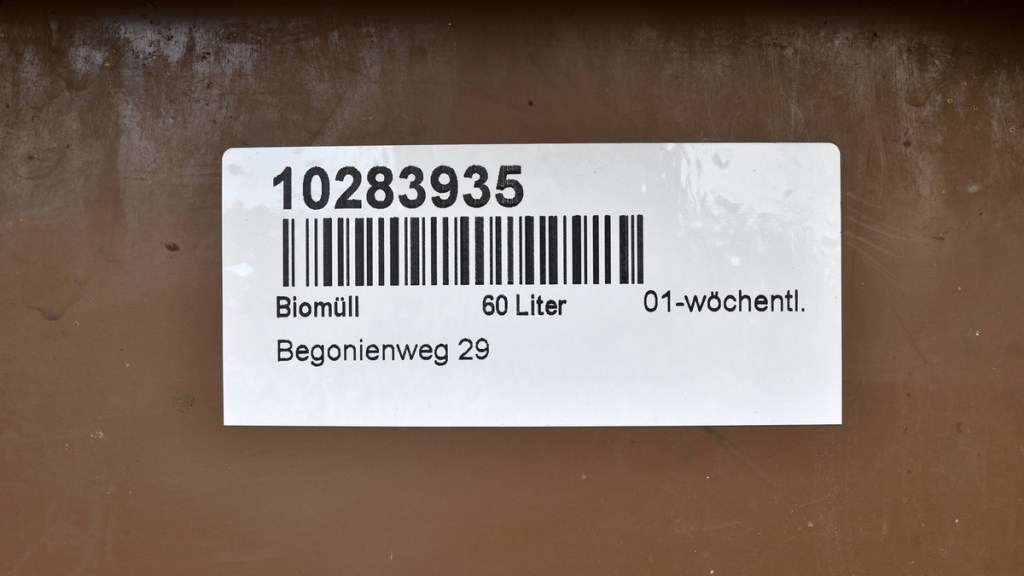 10283935
Biomüll 60 Liter 01-wöchentl.
Begonienweg 29